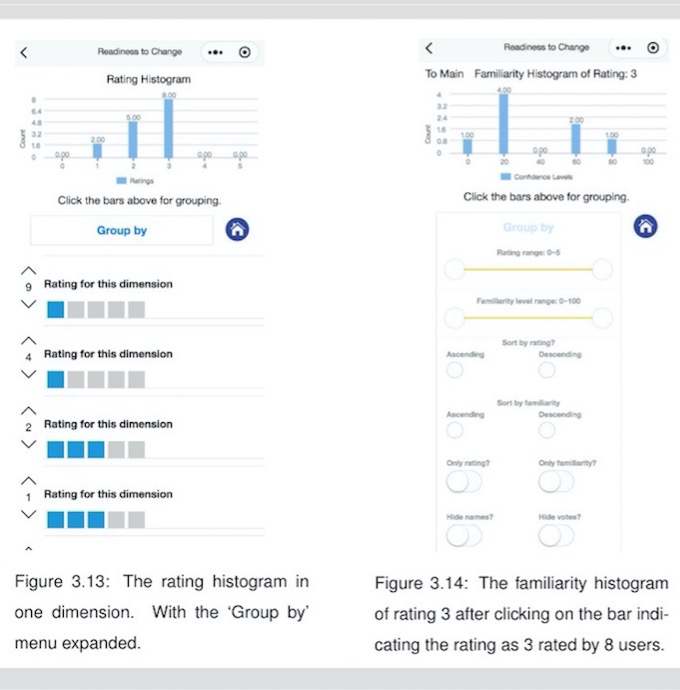 Readiness to Change
Rating Histogram
8
6.4
4.8
3.2
1.6
0
Count
0.00
2.00
5.00
8.00
0.00
0.00
0
1
2
3
4
5
Ratings
Click the bars above for grouping.
Group by
9 Rating for this dimension
4 Rating for this dimension
2 Rating for this dimension
1 Rating for this dimension
Figure 3.13: The rating histogram in
one dimension. With the ‘Group by’
menu expanded.
Readiness to Change
To Main Familiarity Histogram of Rating: 3
4
3.2
2.4
1.6
0.8
0
Count
1.00
4.00
0.00
2.00
1.00
0.00
0
20
40
60
80
100
Confidence Levels
Click the bars above for grouping.
Group by
Rating range: 0-5
Familiarity level range: 0-100
Sort by rating?
Ascending Descending
Sort by familiarity
Ascending Descending
Only rating? Only familiarity?
Hide names? Hide votes?
Figure 3.14: The familiarity histogram
of rating 3 after clicking on the bar indi-
cating the rating as 3 rated by 8 users.